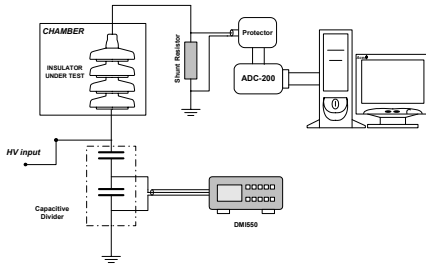 CHAMBER
INSULATOR
UNDER TEST
Shunt Resistor
Protector
ADC-200
HV input
Capacitive
Divider
DMI550